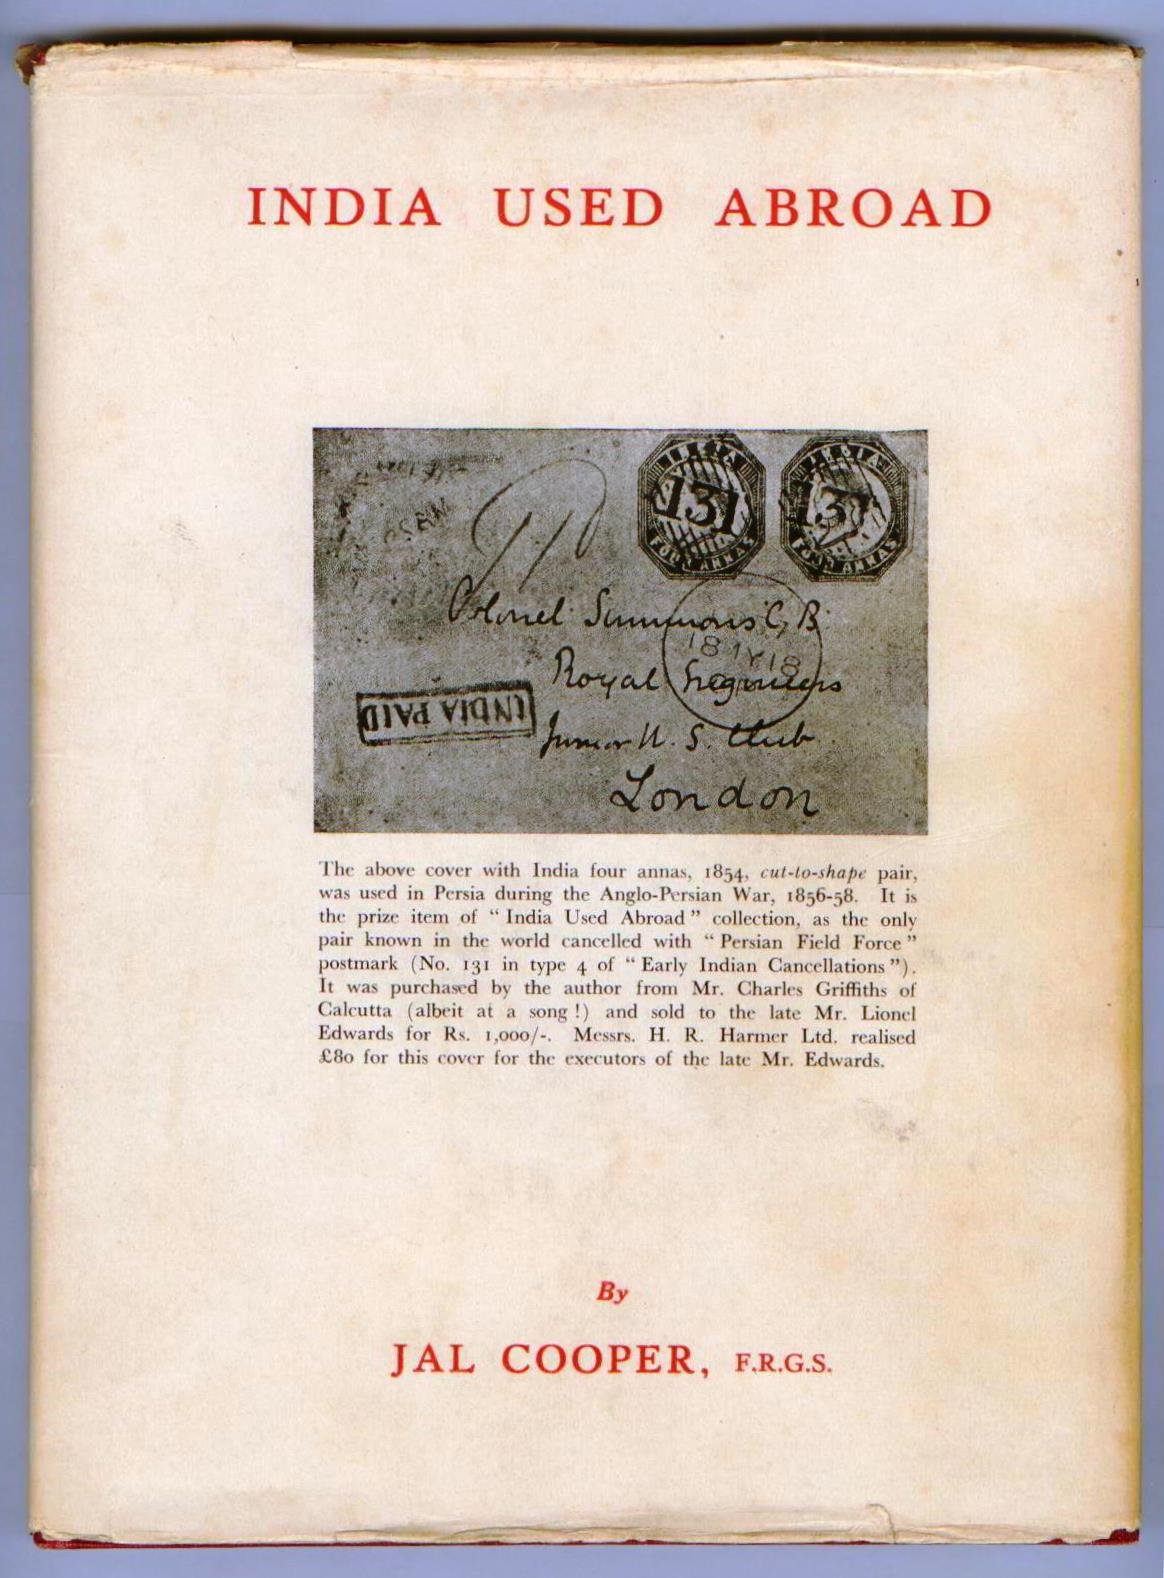 INDIA USED ABROAD
INDIA
131
FOUR ANNAS
INDIA
131
FOUR ANNAS
Colonel Simmons C, B.
18 18
Royal Engineers
INDIA PAID
Junior U. S. Club
London
The above cover with India four annas, 1854, cut-to-shape pair,
was used in Persia during the Anglo-Persian War, 1856-58. It is
the prize item of “ India Used Abroad ” collection, as the only
pair known in the world cancelled with “ Persian Field Force ”
postmark (No. 131 in type 4 of “ Early Indian Cancellations ”).
It was purchased by the author from Mr. Charles Griffiths of
Calcutta (albeit at a song !) and sold to the late Mr. Lionel
Edwards for Rs. 1,000/-. Messrs. H. R. Harmer Ltd. realised
£80 for this cover for the executors of the late Mr. Edwards.
By
JAL COOPER, F.R.G.S.